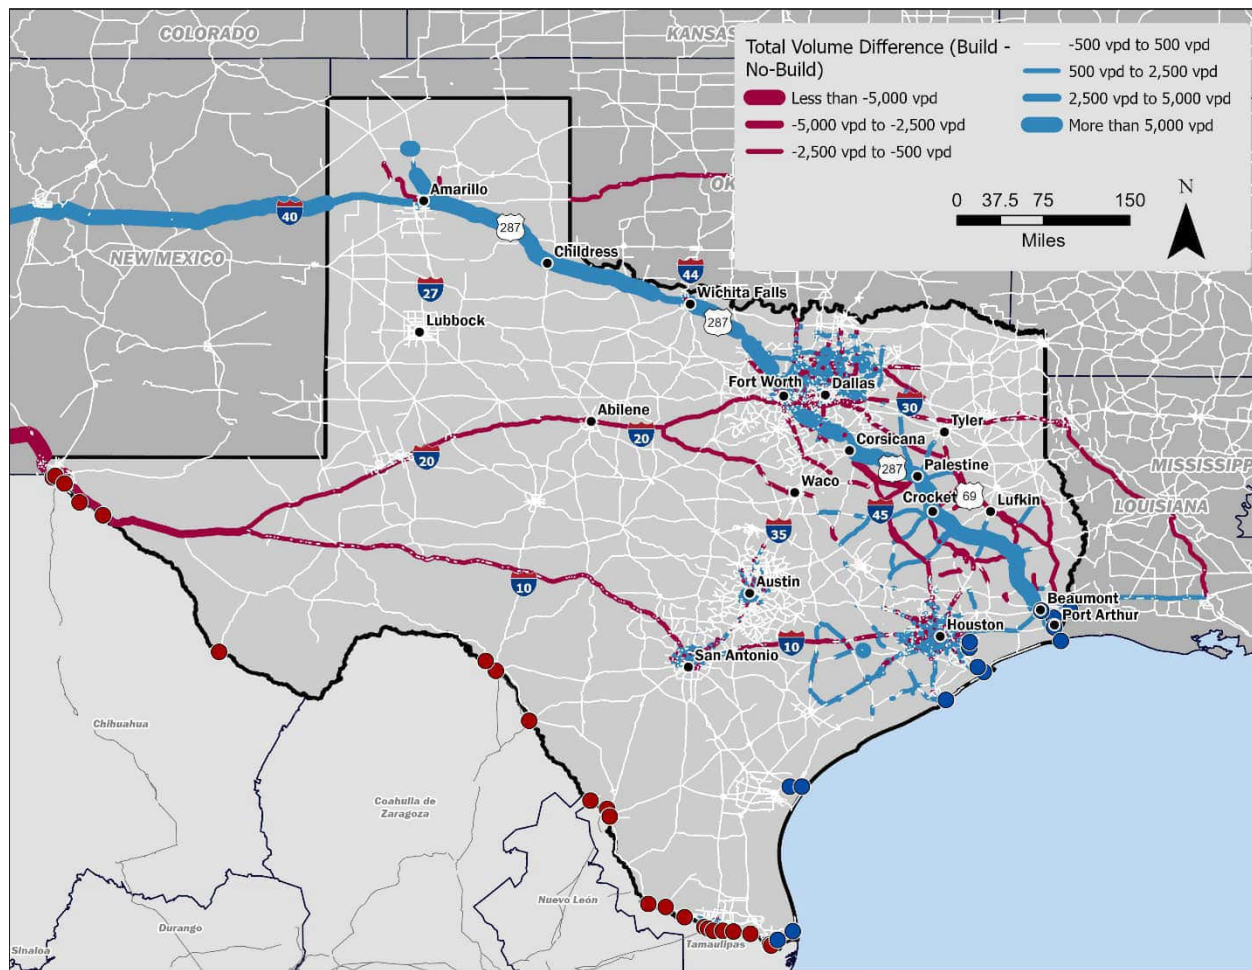 COLORADO
KANSAS
Total Volume Difference (Build -
No-Build)
Less than -5,000 vpd
-5,000 vpd to -2,500 vpd
-2,500 vpd to -500 vpd
-500 vpd to 500 vpd
500 vpd to 2,500 vpd
2,500 vpd to 5,000 vpd
More than 5,000 vpd
0 37.5 75 150
Miles
N
OK
Amarillo
40
287
NEW MEXICO
Childress
44
27
Wichita Falls
Lubbock
287
Fort Worth
Dallas
30
Abilene
20
Tyler
20
Corsicana
287
Palestine
MISSISSIPP
Waco
Crocket
69
Lufkin
LOUISIANA
45
35
10
Austin
Beaumont
Port Arthur
Houston
10
San Antonio
Chihuahua
Coahuila de
Zaragoza
Nuevo León
Durango
Sinaloa
Tamaulipas